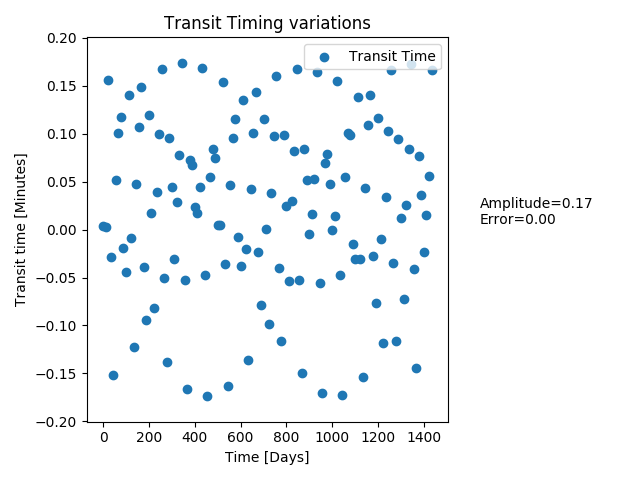 Transit Timing variations
Transit Time
0.20
0.15
0.10
0.05
0.00
−0.05
−0.10
−0.15
−0.20
Transit time [Minutes]
Amplitude=0.17
Error=0.00
0 200 400 600 800 1000 1200 1400
Time [Days]